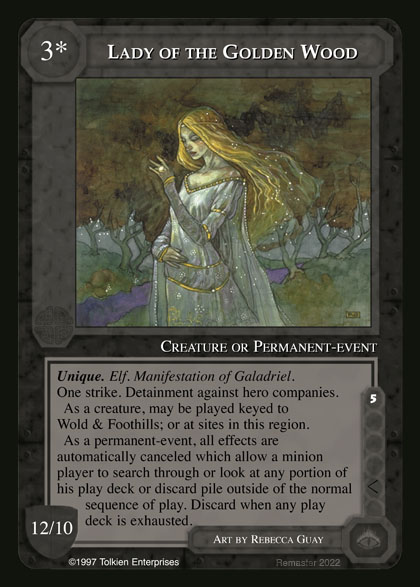 3*
LADY OF THE GOLDEN WOOD
CREATURE OR PERMANENT-EVENT
Unique. Elf. Manifestation of Galadriel.
One strike. Detainment against hero companies.
As a creature, may be played keyed to
Wold & Foothills; or at sites in this region.
As a permanent-event, all effects are
automatically canceled which allow a minion
player to search through or look at any portion of
his play deck or discard pile outside of the normal
sequence of play. Discard when any play
deck is exhausted.
5
12/10
ART BY REBECCA GUAY
©1997 Tolkien Enterprises
Remaster 2022